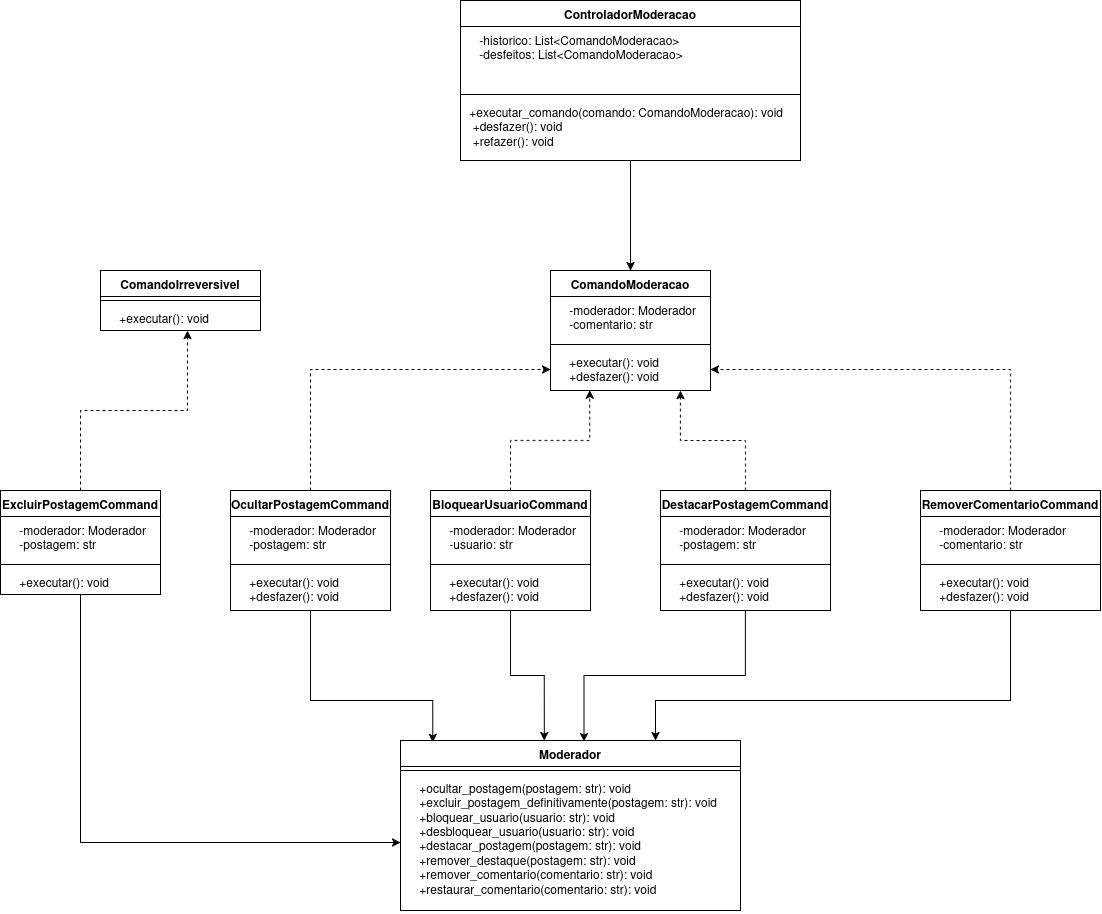 ControladorModeracao
-historico: List<ComandoModeracao>
-desfeitos: List<ComandoModeracao>
+executar_comando(comando: ComandoModeracao): void
+desfazer(): void
+refazer(): void
ComandoIrreversivel
+executar(): void
ComandoModeracao
-moderador: Moderador
-comentario: str
+executar(): void
+desfazer(): void
ExcluirPostagemCommand
-moderador: Moderador
-postagem: str
+executar(): void
OcultarPostagemCommand
-moderador: Moderador
-postagem: str
+executar(): void
+desfazer(): void
BloquearUsuarioCommand
-moderador: Moderador
-usuario: str
+executar(): void
+desfazer(): void
DestacarPostagemCommand
-moderador: Moderador
-postagem: str
+executar(): void
+desfazer(): void
RemoverComentarioCommand
-moderador: Moderador
-comentario: str
+executar(): void
+desfazer(): void
Moderador
+ocultar_postagem(postagem: str): void
+excluir_postagem_definitivamente(postagem: str): void
+bloquear_usuario(usuario: str): void
+desbloquear_usuario(usuario: str): void
+destacar_postagem(postagem: str): void
+remover_destaque(postagem: str): void
+remover_comentario(comentario: str): void
+restaurar_comentario(comentario: str): void